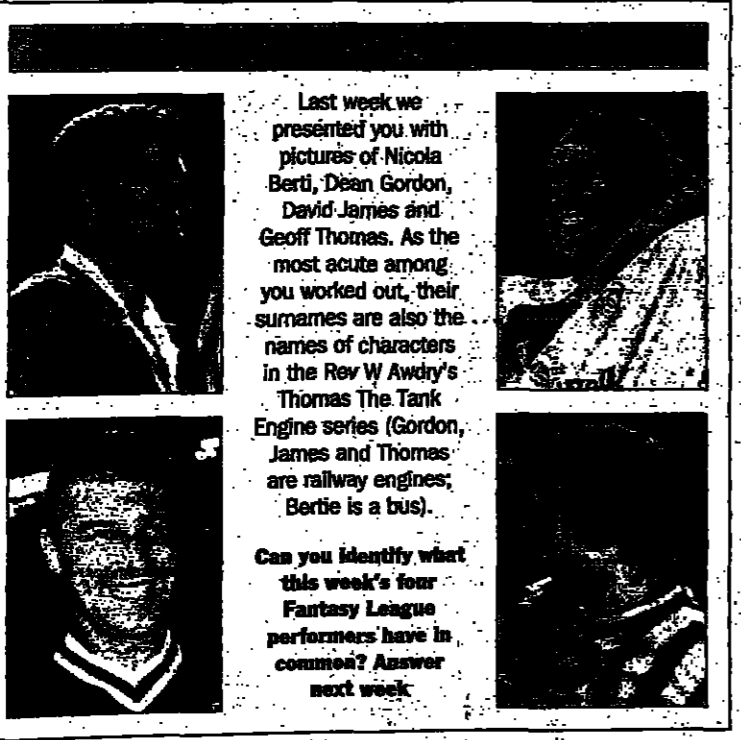 Last week we
presented you with
pictures of Nicola
Berti, Dean Gordon,
David James and
Geoff Thomas. As the
most acute among
you worked out, their
surnames are also the
names of characters
in the Rev W Awdry's
Thomas The Tank
Engine series (Gordon,
James and Thomas
are railway engines;
Bertie is a bus).
Can you identify what
this week's four
Fantasy League
performers have in
common? Answer
next week